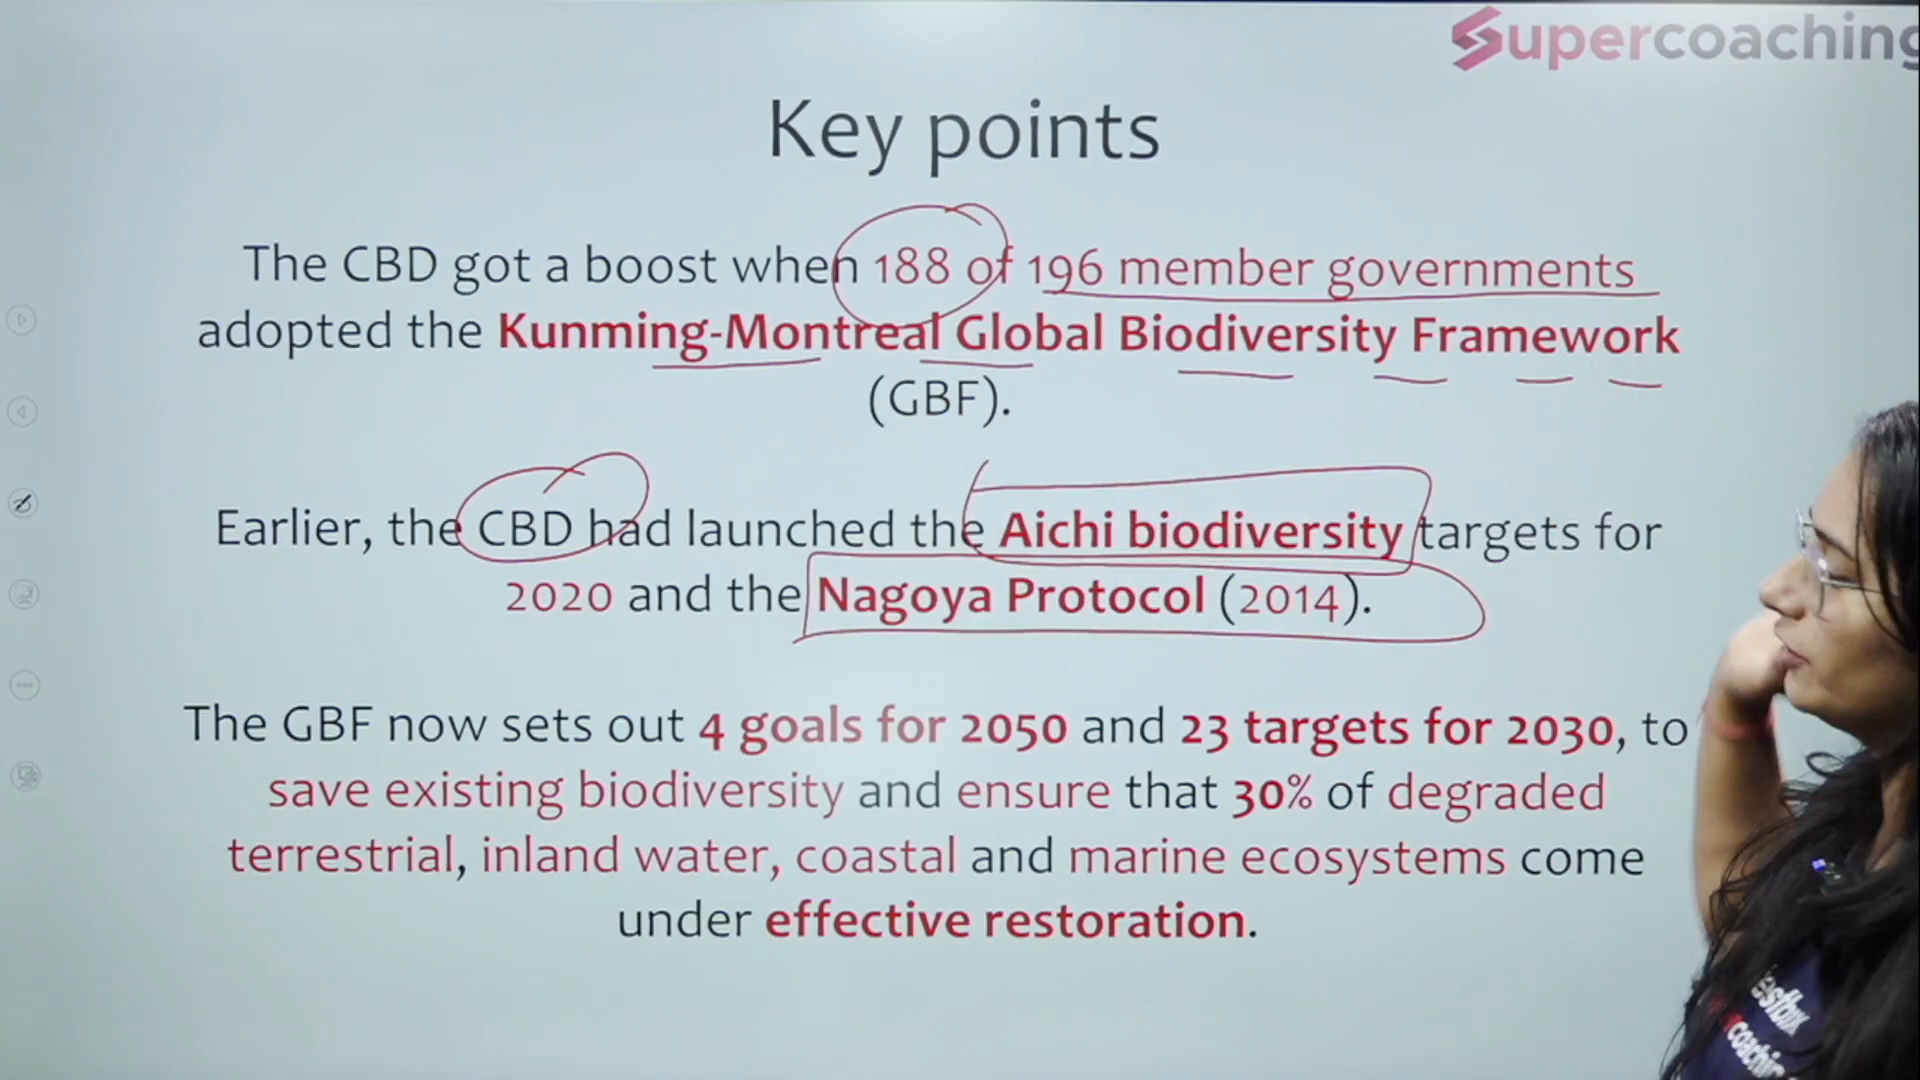 Supercoaching
Key points
The CBD got a boost when 188 of 196 member governments
adopted the Kunming-Montreal Global Biodiversity Framework
(GBF).
Earlier, the CBD had launched the Aichi biodiversity targets for
2020 and the Nagoya Protocol (2014).
The GBF now sets out 4 goals for 2050 and 23 targets for 2030, to
save existing biodiversity and ensure that 30% of degraded
terrestrial, inland water, coastal and marine ecosystems come
under effective restoration.